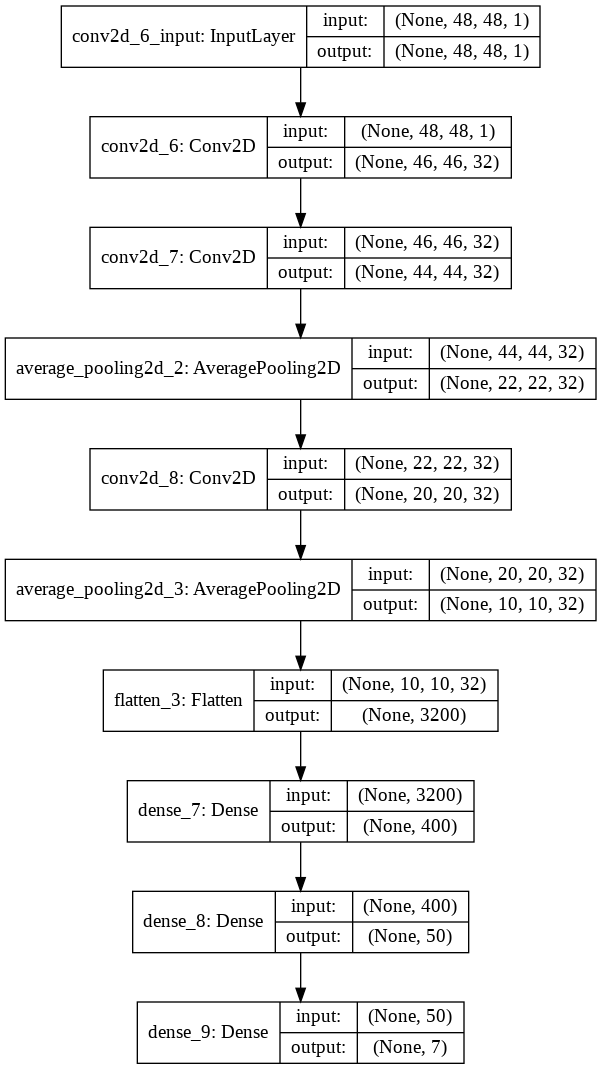 conv2d_6_input: InputLayer input: (None, 48, 48, 1)
output: (None, 48, 48, 1)
conv2d_6: Conv2D input: (None, 48, 48, 1)
output: (None, 46, 46, 32)
conv2d_7: Conv2D input: (None, 46, 46, 32)
output: (None, 44, 44, 32)
average_pooling2d_2: AveragePooling2D input: (None, 44, 44, 32)
output: (None, 22, 22, 32)
conv2d_8: Conv2D input: (None, 22, 22, 32)
output: (None, 20, 20, 32)
average_pooling2d_3: AveragePooling2D input: (None, 20, 20, 32)
output: (None, 10, 10, 32)
flatten_3: Flatten input: (None, 10, 10, 32)
output: (None, 3200)
dense_7: Dense input: (None, 3200)
output: (None, 400)
dense_8: Dense input: (None, 400)
output: (None, 50)
dense_9: Dense input: (None, 50)
output: (None, 7)